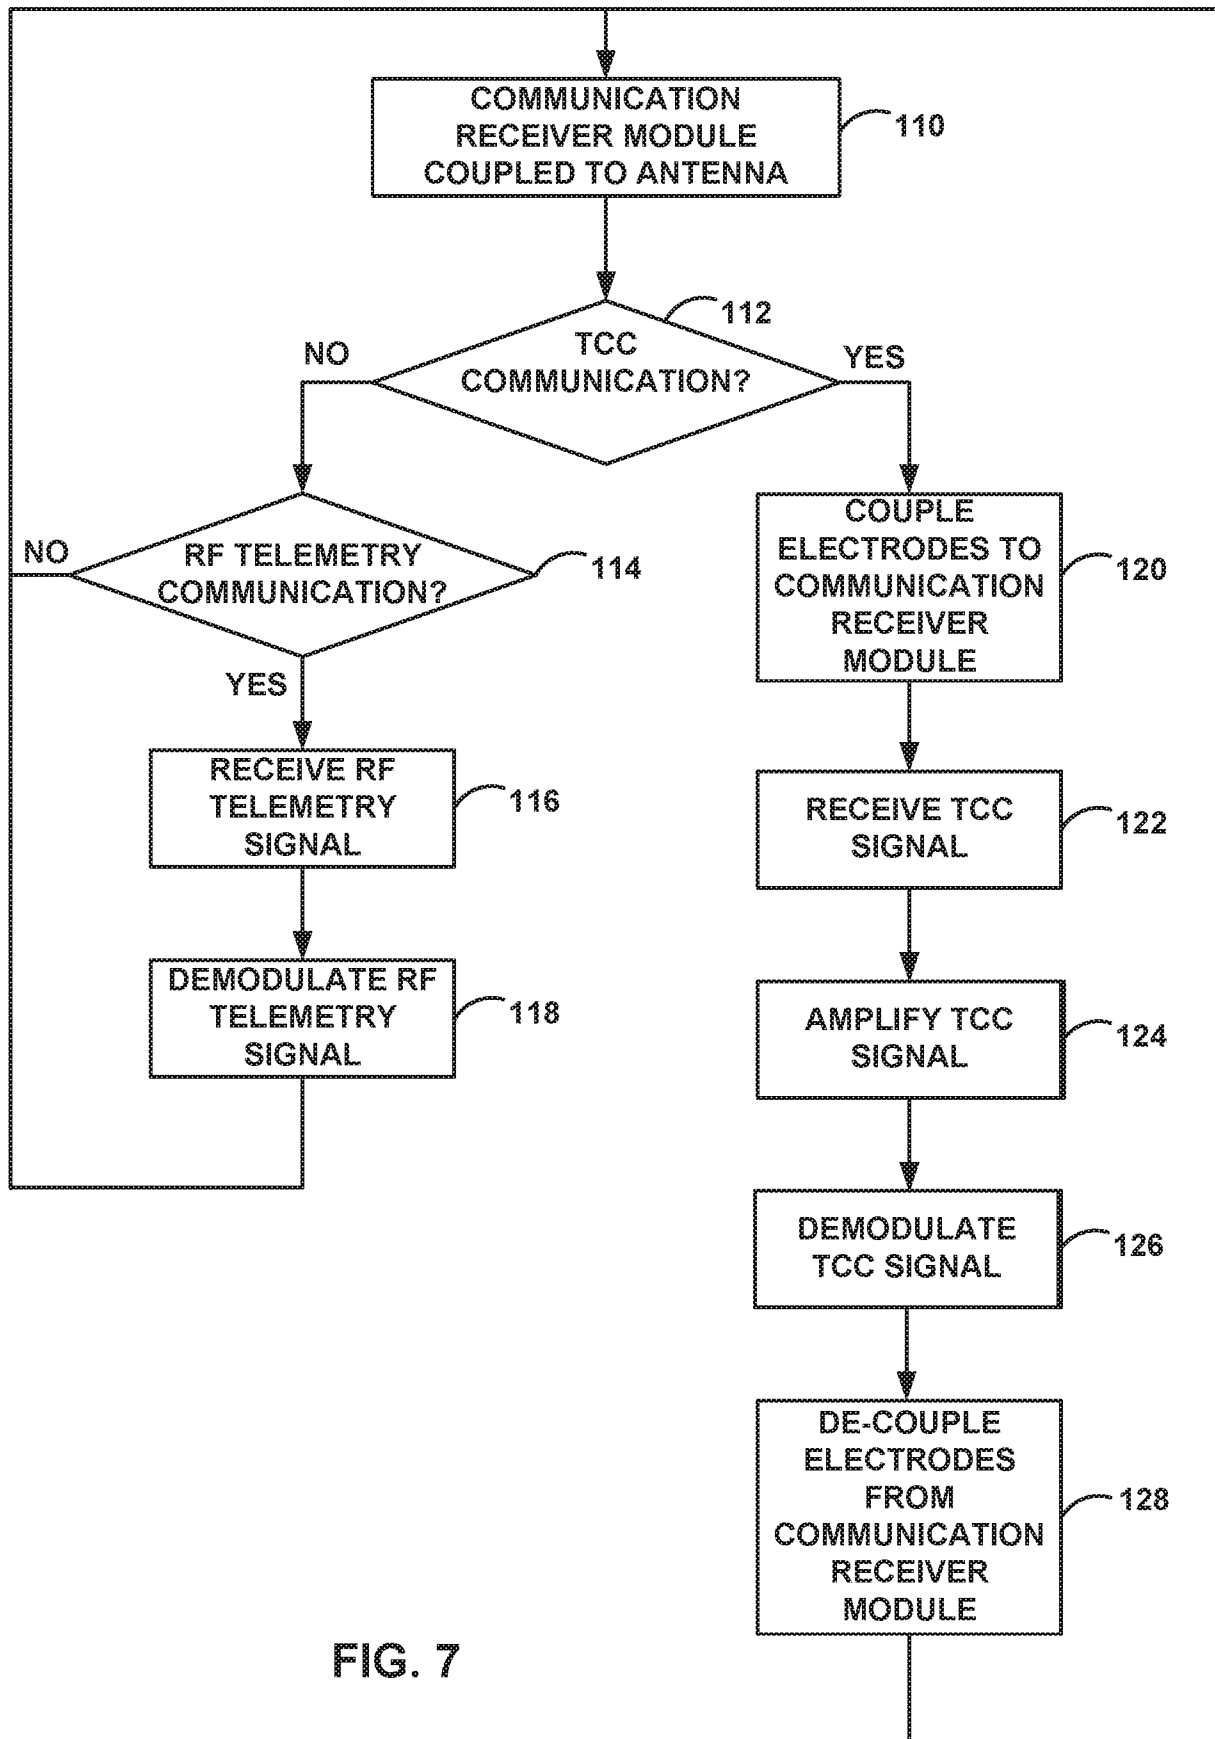 COMMUNICATION
RECEIVER MODULE
COUPLED TO ANTENNA
110
112
TCC
COMMUNICATION?
NO
YES
NO
RF TELEMETRY
COMMUNICATION?
114
YES
RECEIVE RF
TELEMETRY
SIGNAL
116
DEMODULATE RF
TELEMETRY
SIGNAL
118
COUPLE
ELECTRODES TO
COMMUNICATION
RECEIVER
MODULE
120
RECEIVE TCC
SIGNAL
122
AMPLIFY TCC
SIGNAL
124
DEMODULATE
TCC SIGNAL
126
DE-COUPLE
ELECTRODES
FROM
COMMUNICATION
RECEIVER
MODULE
128
FIG. 7